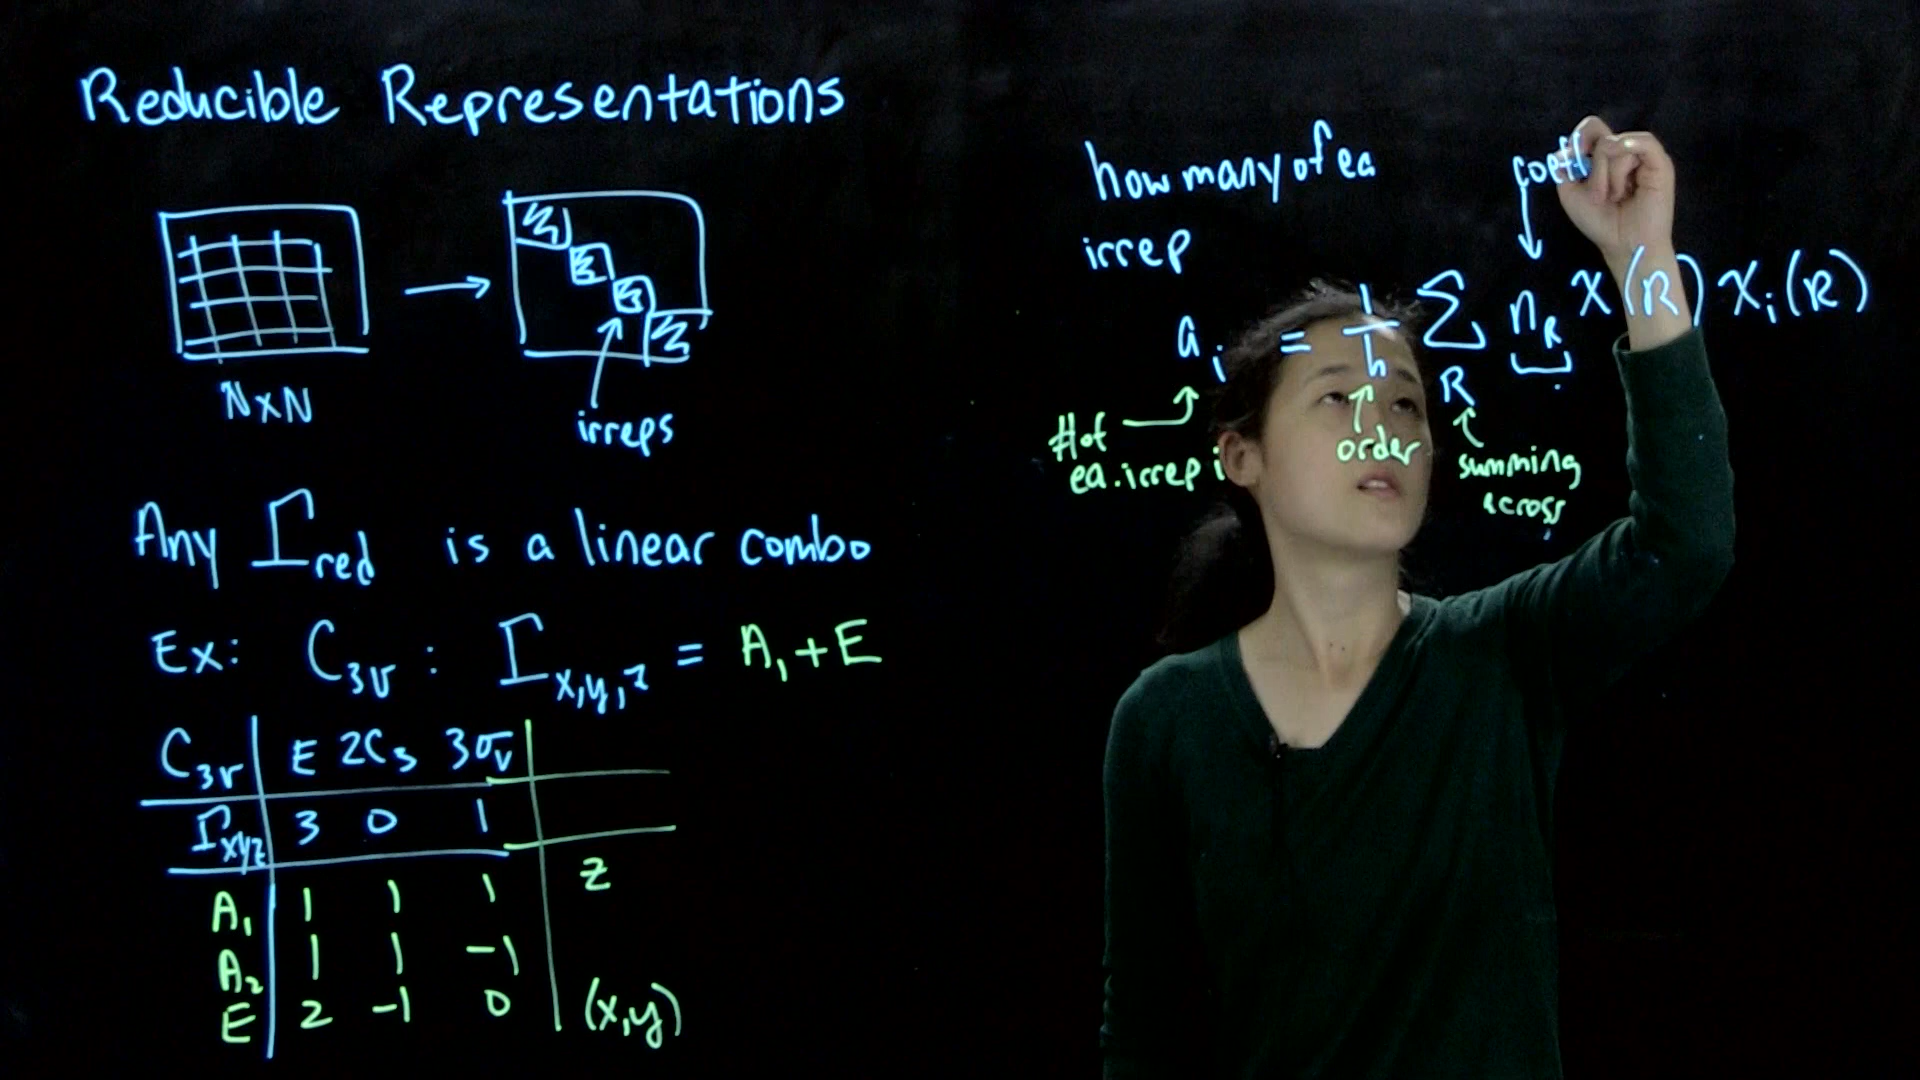 Reducible Representations
N×N
irreps
Any Γred is a linear combo
Ex: C3v : Γx,y,z = A1 + E
C3v E 2C3 3σv
Γxyz 3 0 1
A1 1 1 1 z
A2 1 1 -1
E 2 -1 0 (x,y)
how many of ea
irrep
coeff
ai = 1/h Σ R nR χ(R) χi(R)
# of
ea. irrep i
order
summing
across